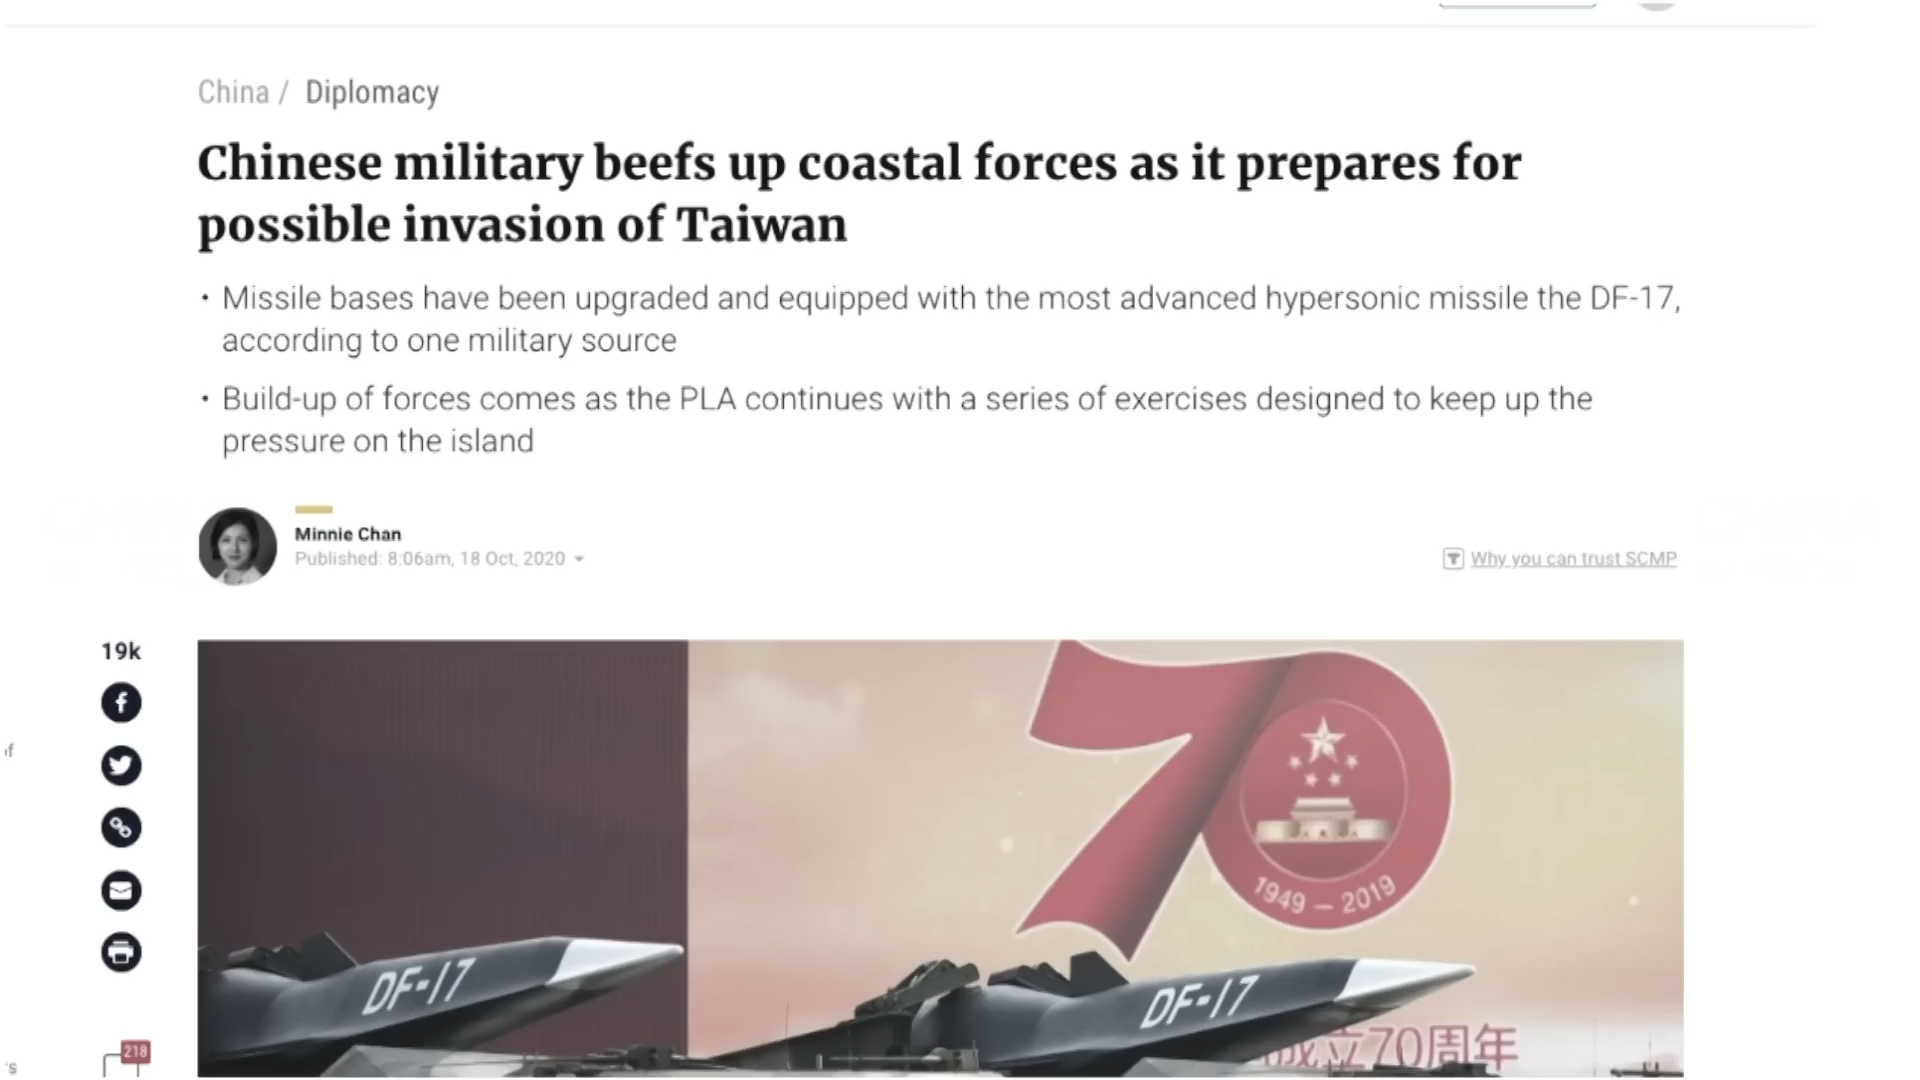 China / Diplomacy
Chinese military beefs up coastal forces as it prepares for
possible invasion of Taiwan
• Missile bases have been upgraded and equipped with the most advanced hypersonic missile the DF-17,
according to one military source
• Build-up of forces comes as the PLA continues with a series of exercises designed to keep up the
pressure on the island
Minnie Chan
Published: 8:06am, 18 Oct, 2020
Why you can trust SCMP
19k
1949 – 2019
DF-17
DF-17
成立70周年
218